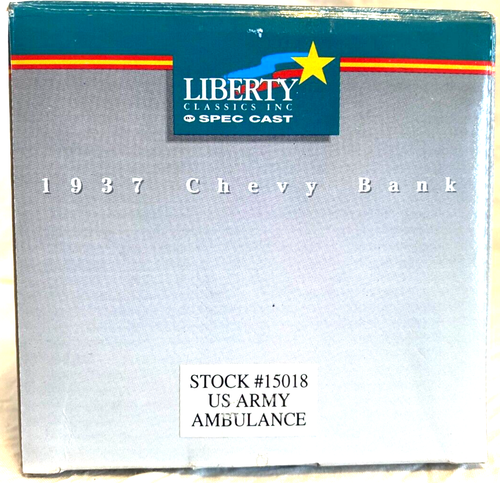 LIBERTY
CLASSICS INC
SPEC CAST
1937 Chevy Bank
STOCK #15018
US ARMY
AMBULANCE